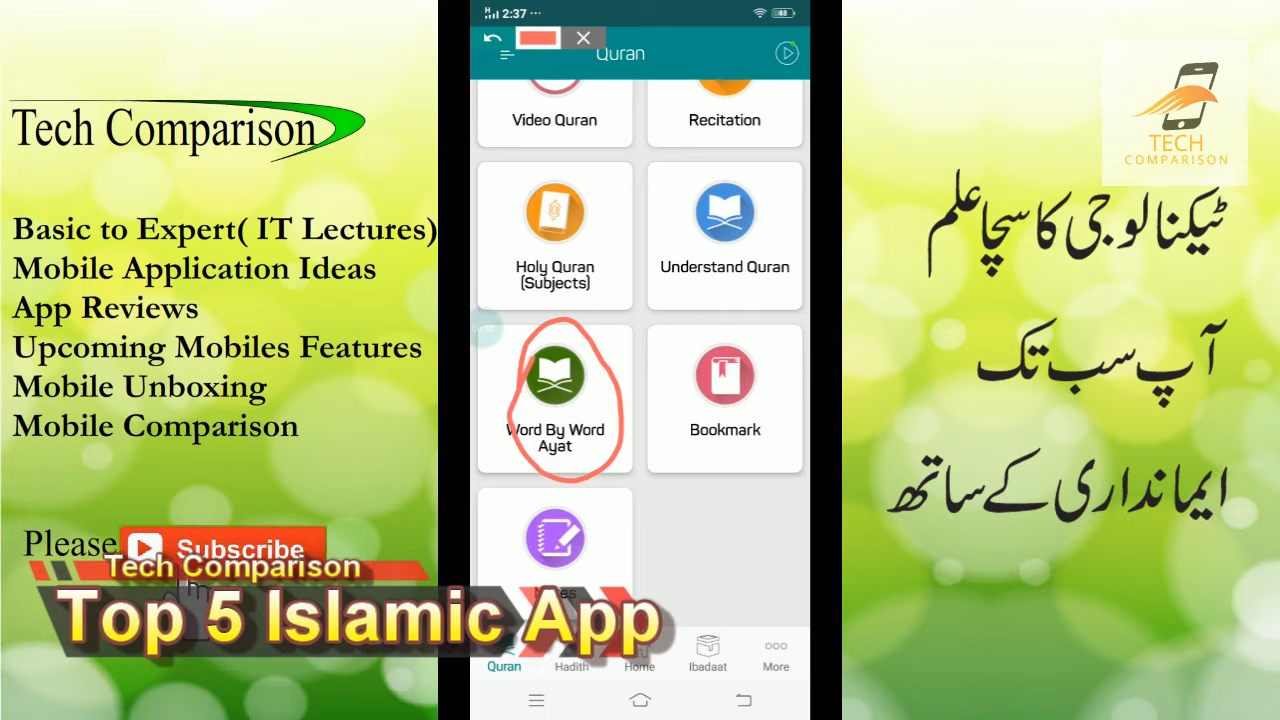 Tech Comparison
Basic to Expert( IT Lectures)
Mobile Application Ideas
App Reviews
Upcoming Mobiles Features
Mobile Unboxing
Mobile Comparison
Please
Subscribe
Tech Comparison
Top 5 Islamic App
2:37 ···
48
Quran
Video Quran
Recitation
Holy Quran
(Subjects)
Understand Quran
Word By Word
Ayat
Bookmark
Quran
Hadith
Home
Ibadaat
More
TECH
COMPARISON
ٹیکنالوجی کا سچا علم
آپ سب تک
ایمانداری کے ساتھ